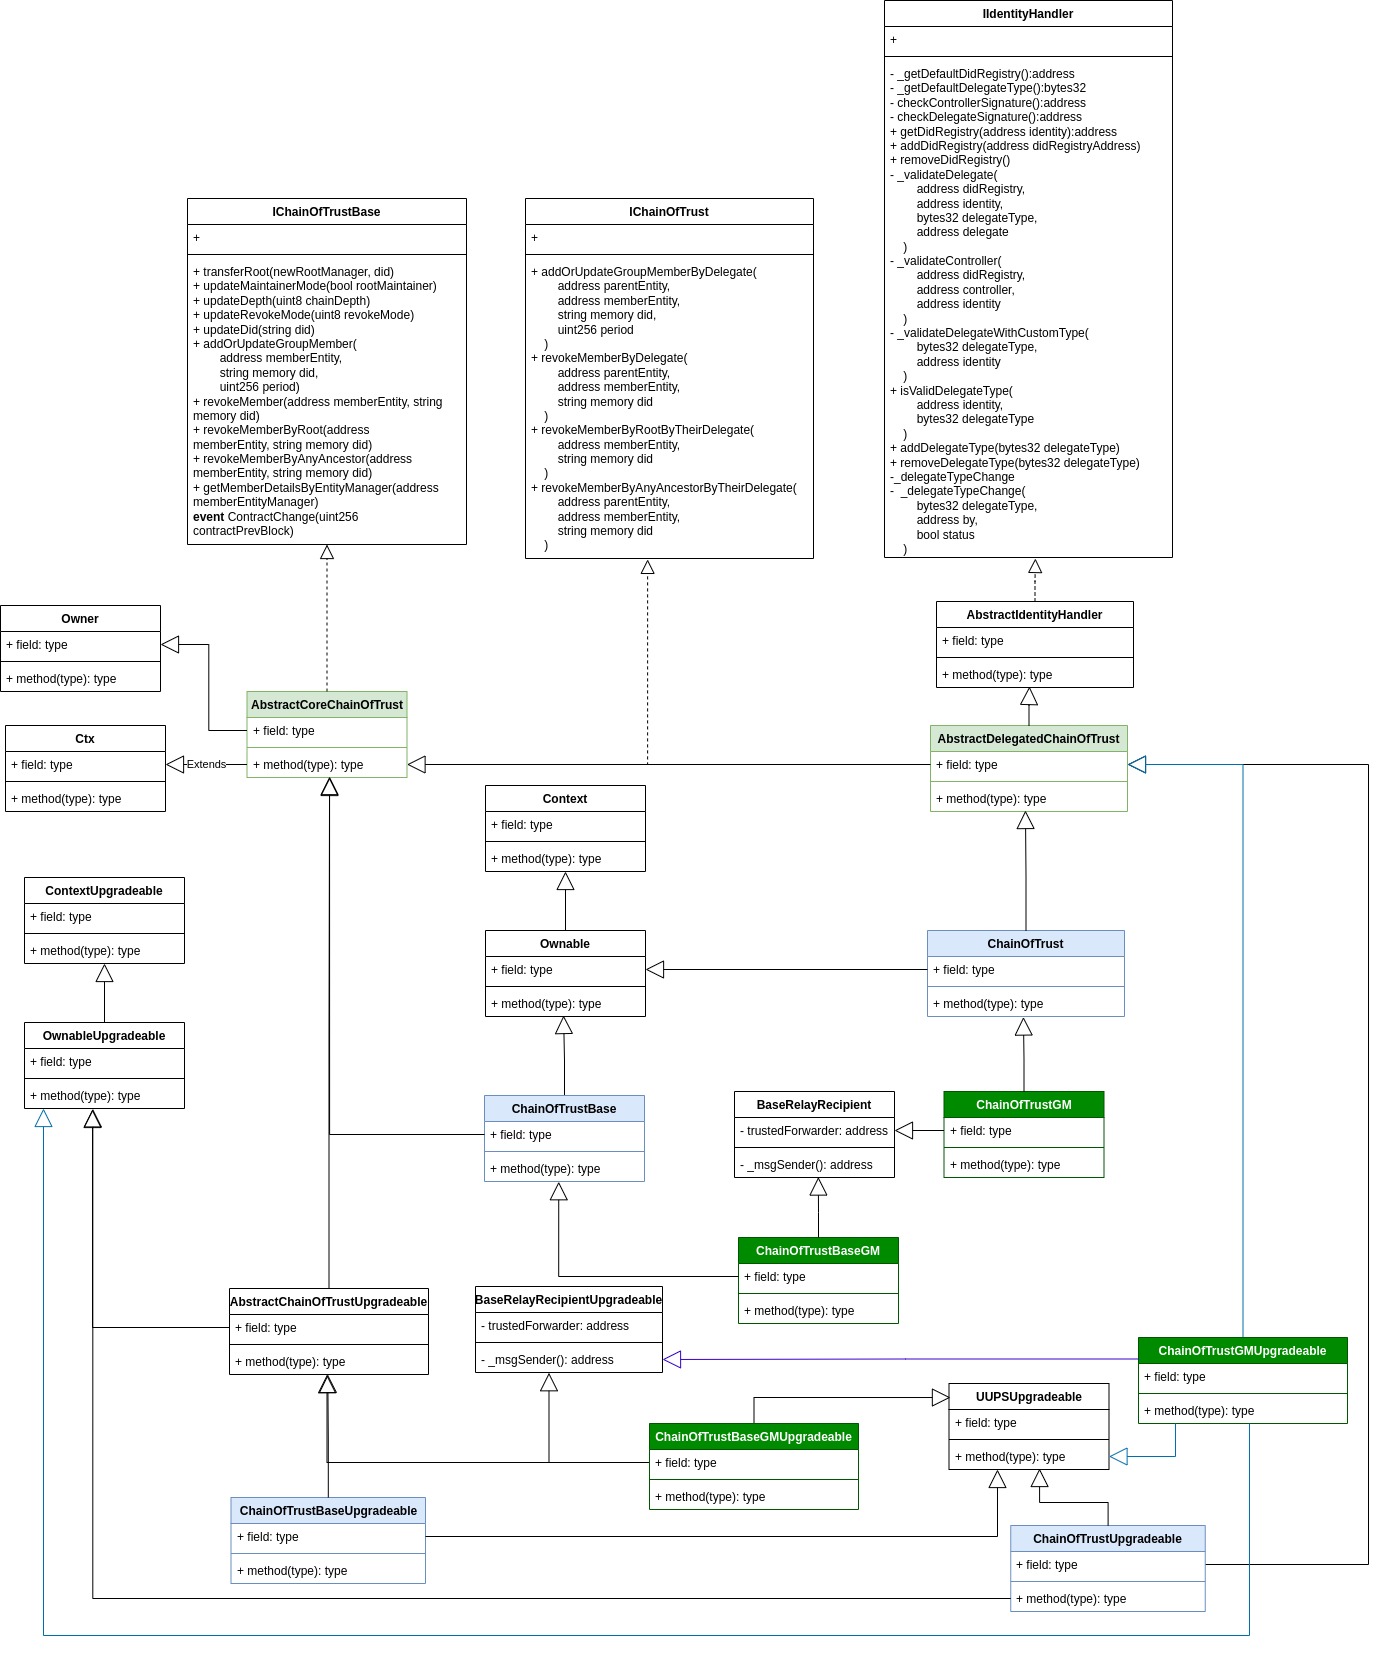 IIdentityHandler
+
- _getDefaultDidRegistry():address
- _getDefaultDelegateType():bytes32
- checkControllerSignature():address
- checkDelegateSignature():address
+ getDidRegistry(address identity):address
+ addDidRegistry(address didRegistryAddress)
+ removeDidRegistry()
- _validateDelegate(
address didRegistry,
address identity,
bytes32 delegateType,
address delegate
)
- _validateController(
address didRegistry,
address controller,
address identity
)
- _validateDelegateWithCustomType(
bytes32 delegateType,
address identity
)
+ isValidDelegateType(
address identity,
bytes32 delegateType
)
+ addDelegateType(bytes32 delegateType)
+ removeDelegateType(bytes32 delegateType)
-_delegateTypeChange
- _delegateTypeChange(
bytes32 delegateType,
address by,
bool status
)
IChainOfTrustBase
+
+ transferRoot(newRootManager, did)
+ updateMaintainerMode(bool rootMaintainer)
+ updateDepth(uint8 chainDepth)
+ updateRevokeMode(uint8 revokeMode)
+ updateDid(string did)
+ addOrUpdateGroupMember(
address memberEntity,
string memory did,
uint256 period)
+ revokeMember(address memberEntity, string
memory did)
+ revokeMemberByRoot(address
memberEntity, string memory did)
+ revokeMemberByAnyAncestor(address
memberEntity, string memory did)
+ getMemberDetailsByEntityManager(address
memberEntityManager)
event ContractChange(uint256
contractPrevBlock)
IChainOfTrust
+
+ addOrUpdateGroupMemberByDelegate(
address parentEntity,
address memberEntity,
string memory did,
uint256 period
)
+ revokeMemberByDelegate(
address parentEntity,
address memberEntity,
string memory did
)
+ revokeMemberByRootByTheirDelegate(
address memberEntity,
string memory did
)
+ revokeMemberByAnyAncestorByTheirDelegate(
address parentEntity,
address memberEntity,
string memory did
)
Owner
+ field: type
+ method(type): type
AbstractIdentityHandler
+ field: type
+ method(type): type
AbstractCoreChainOfTrust
+ field: type
+ method(type): type
Ctx
+ field: type
+ method(type): type
Extends
AbstractDelegatedChainOfTrust
+ field: type
+ method(type): type
Context
+ field: type
+ method(type): type
ContextUpgradeable
+ field: type
+ method(type): type
Ownable
+ field: type
+ method(type): type
ChainOfTrust
+ field: type
+ method(type): type
OwnableUpgradeable
+ field: type
+ method(type): type
ChainOfTrustBase
+ field: type
+ method(type): type
BaseRelayRecipient
- trustedForwarder: address
- _msgSender(): address
ChainOfTrustGM
+ field: type
+ method(type): type
ChainOfTrustBaseGM
+ field: type
+ method(type): type
AbstractChainOfTrustUpgradeable
+ field: type
+ method(type): type
BaseRelayRecipientUpgradeable
- trustedForwarder: address
- _msgSender(): address
ChainOfTrustGMUpgradeable
+ field: type
+ method(type): type
UUPSUpgradeable
+ field: type
+ method(type): type
ChainOfTrustBaseGMUpgradeable
+ field: type
+ method(type): type
ChainOfTrustBaseUpgradeable
+ field: type
+ method(type): type
ChainOfTrustUpgradeable
+ field: type
+ method(type): type